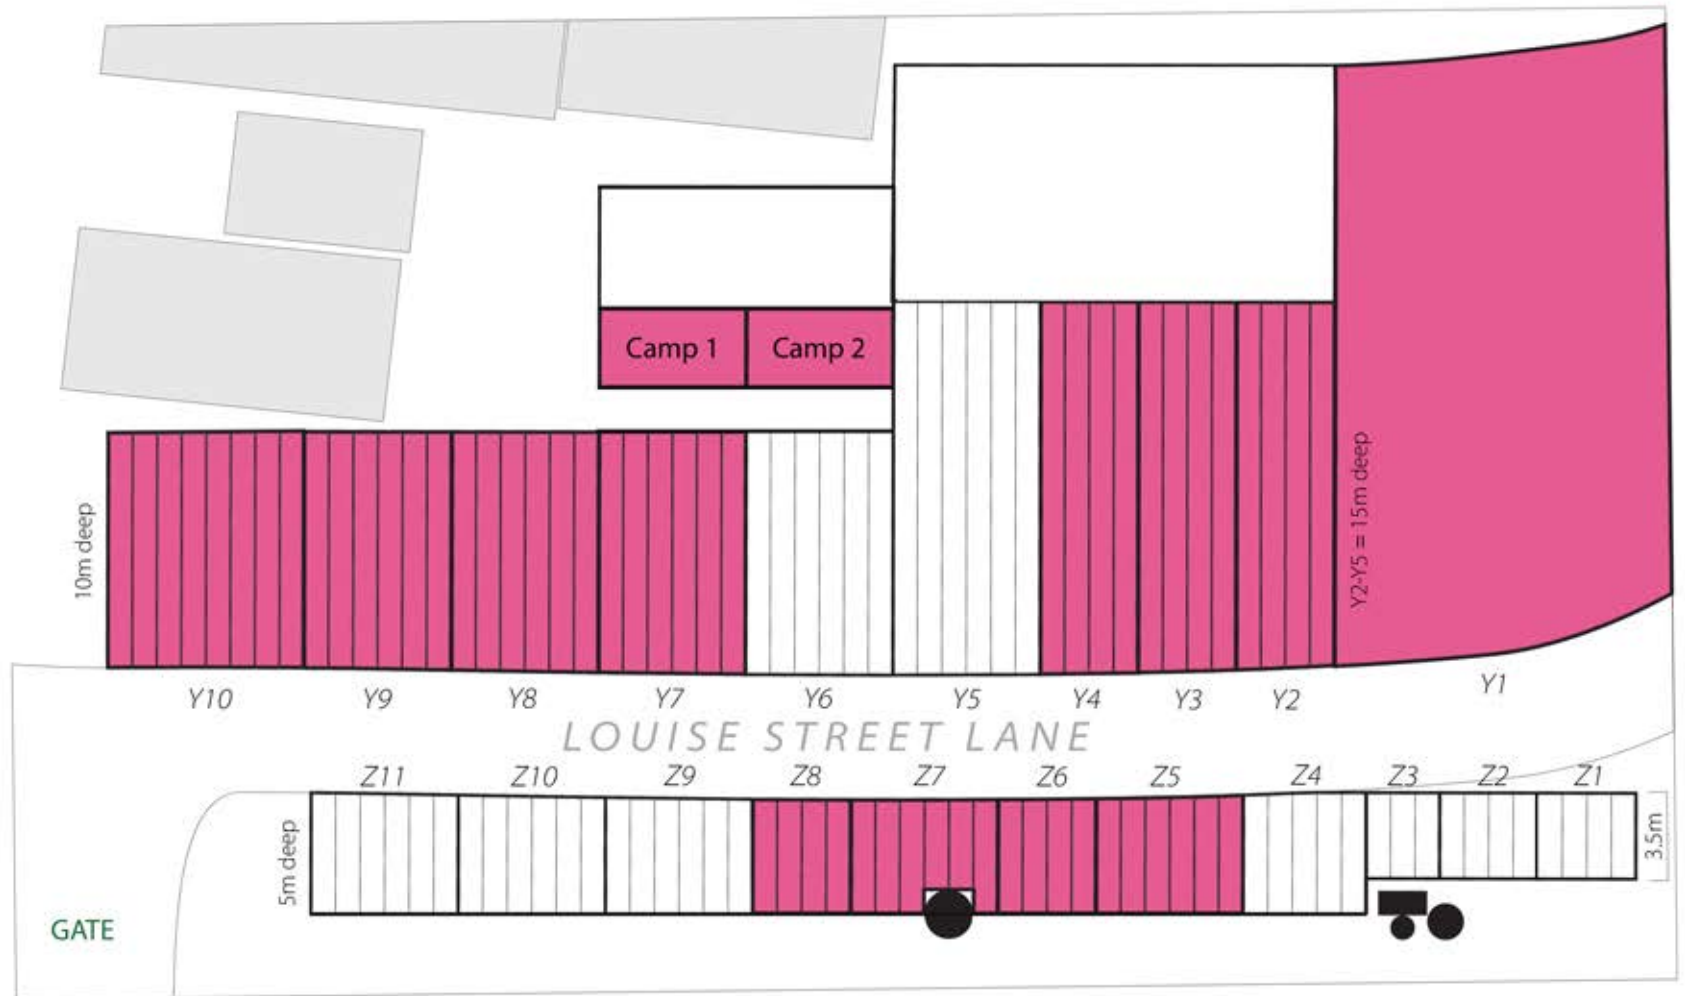 Camp 1
Camp 2
10m deep
Y2-Y5 = 15m deep
Y10
Y9
Y8
Y7
Y6
Y5
Y4
Y3
Y2
Y1
LOUISE STREET LANE
Z11
Z10
Z9
Z8
Z7
Z6
Z5
Z4
Z3
Z2
Z1
5m deep
3.5m
GATE